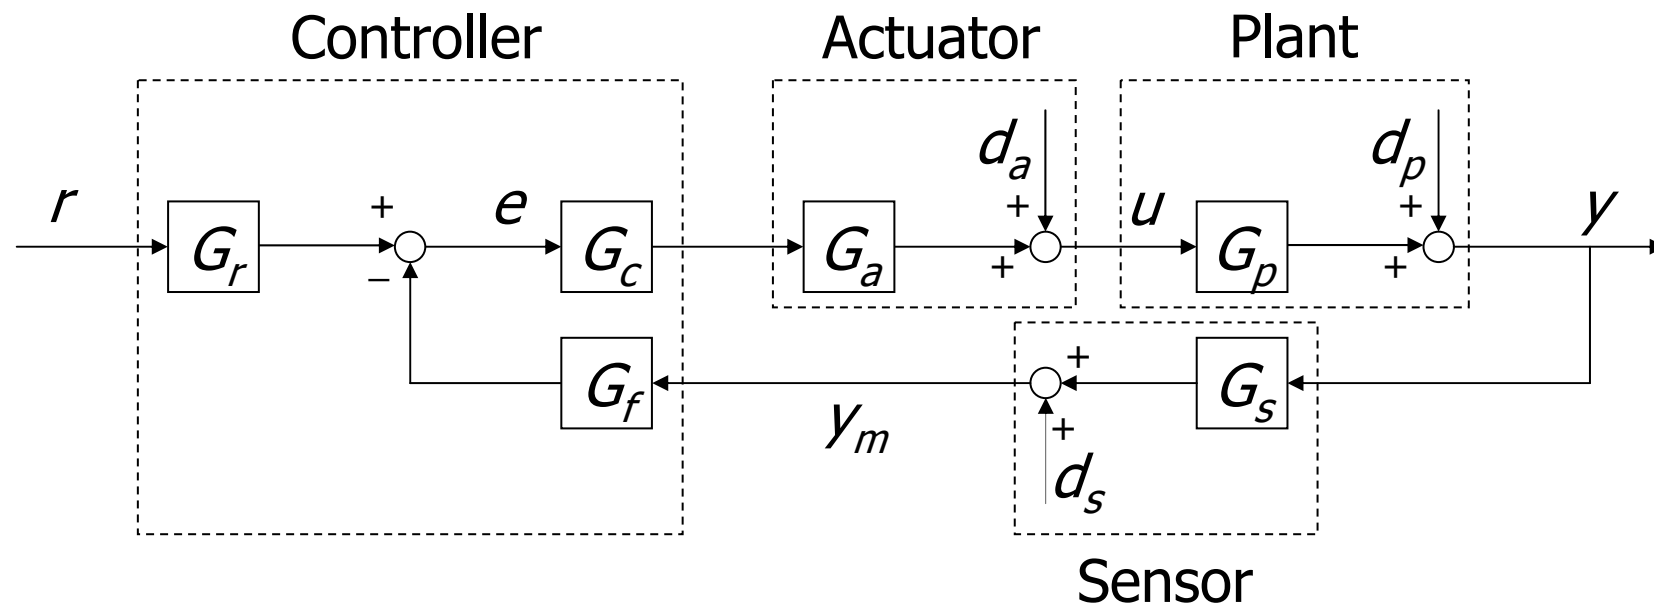 Controller Actuator Plant
d_a d_p
r + e + u + y
G_r G_c G_a G_p
− + +
G_f + G_s
y_m +
d_s
Sensor